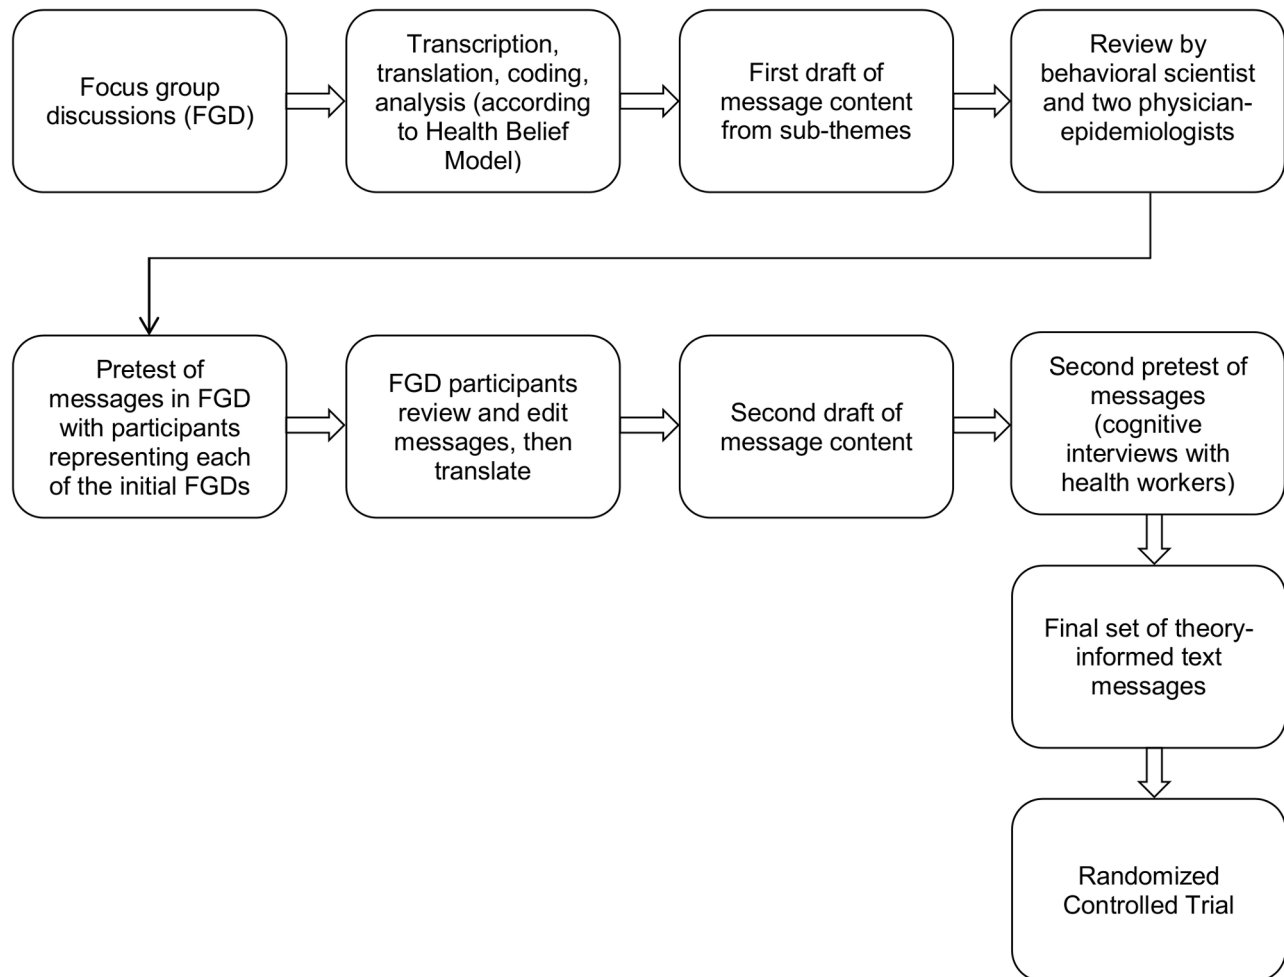 Focus group
discussions (FGD)
Transcription,
translation, coding,
analysis (according
to Health Belief
Model)
First draft of
message content
from sub-themes
Review by
behavioral scientist
and two physician-
epidemiologists
Pretest of
messages in FGD
with participants
representing each
of the initial FGDs
FGD participants
review and edit
messages, then
translate
Second draft of
message content
Second pretest of
messages
(cognitive
interviews with
health workers)
Final set of theory-
informed text
messages
Randomized
Controlled Trial